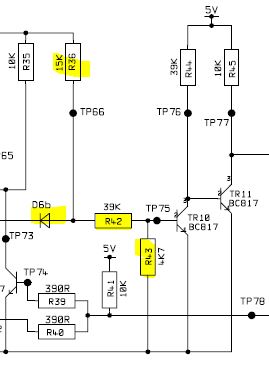 5V
10K
R35
15K
R36
39K
R44
10K
R45
TP66
TP76
TP77
65
TR11
BC817
D6b
39K
R42
TP75
TR10
BC817
TP73
R43
4K7
5V
TP74
R41
10K
390R
R39
TP78
390R
R40